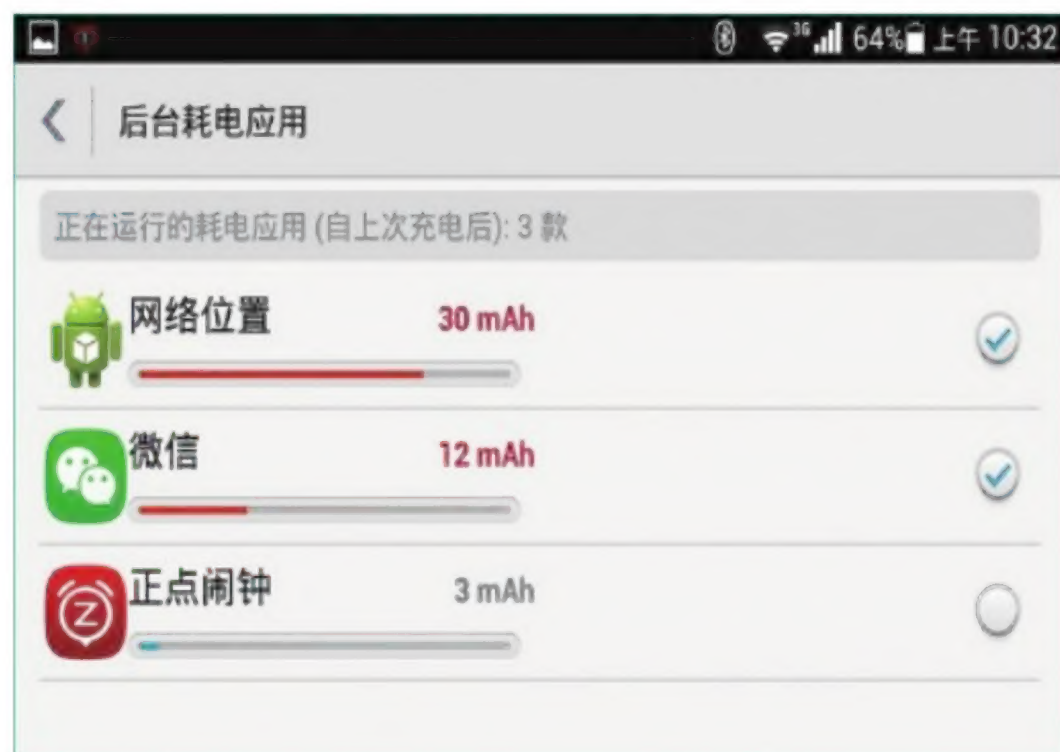 3G 64% 上午 10:32
后台耗电应用
正在运行的耗电应用 (自上次充电后): 3 款
网络位置 30 mAh
微信 12 mAh
正点闹钟 3 mAh
Z